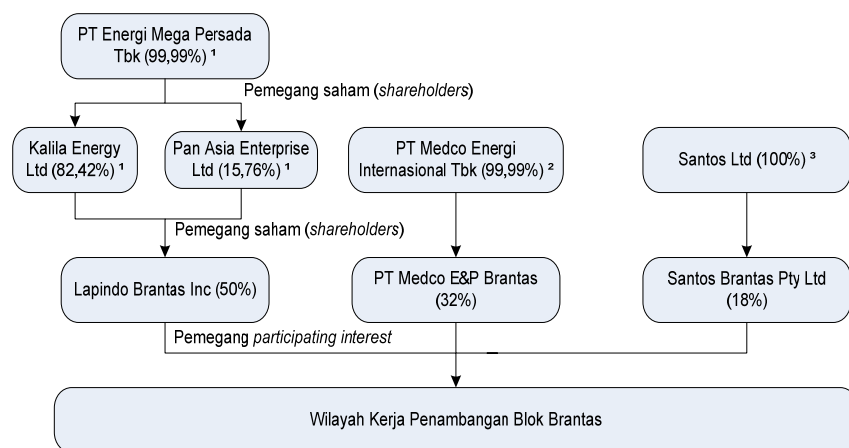 PT Energi Mega Persada
Tbk (99,99%) ¹
Pemegang saham (shareholders)
Kalila Energy
Ltd (82,42%) ¹
Pan Asia Enterprise
Ltd (15,76%) ¹
PT Medco Energi
Internasional Tbk (99,99%) ²
Santos Ltd (100%) ³
Pemegang saham (shareholders)
Lapindo Brantas Inc (50%)
PT Medco E&P Brantas
(32%)
Santos Brantas Pty Ltd
(18%)
Pemegang participating interest
Wilayah Kerja Penambangan Blok Brantas